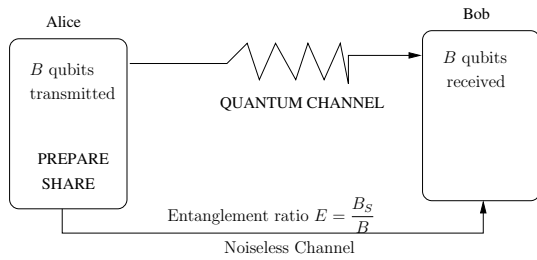 Alice
Bob
B qubits
transmitted
B qubits
received
QUANTUM CHANNEL
PREPARE
SHARE
Entanglement ratio E = B_S/B
Noiseless Channel